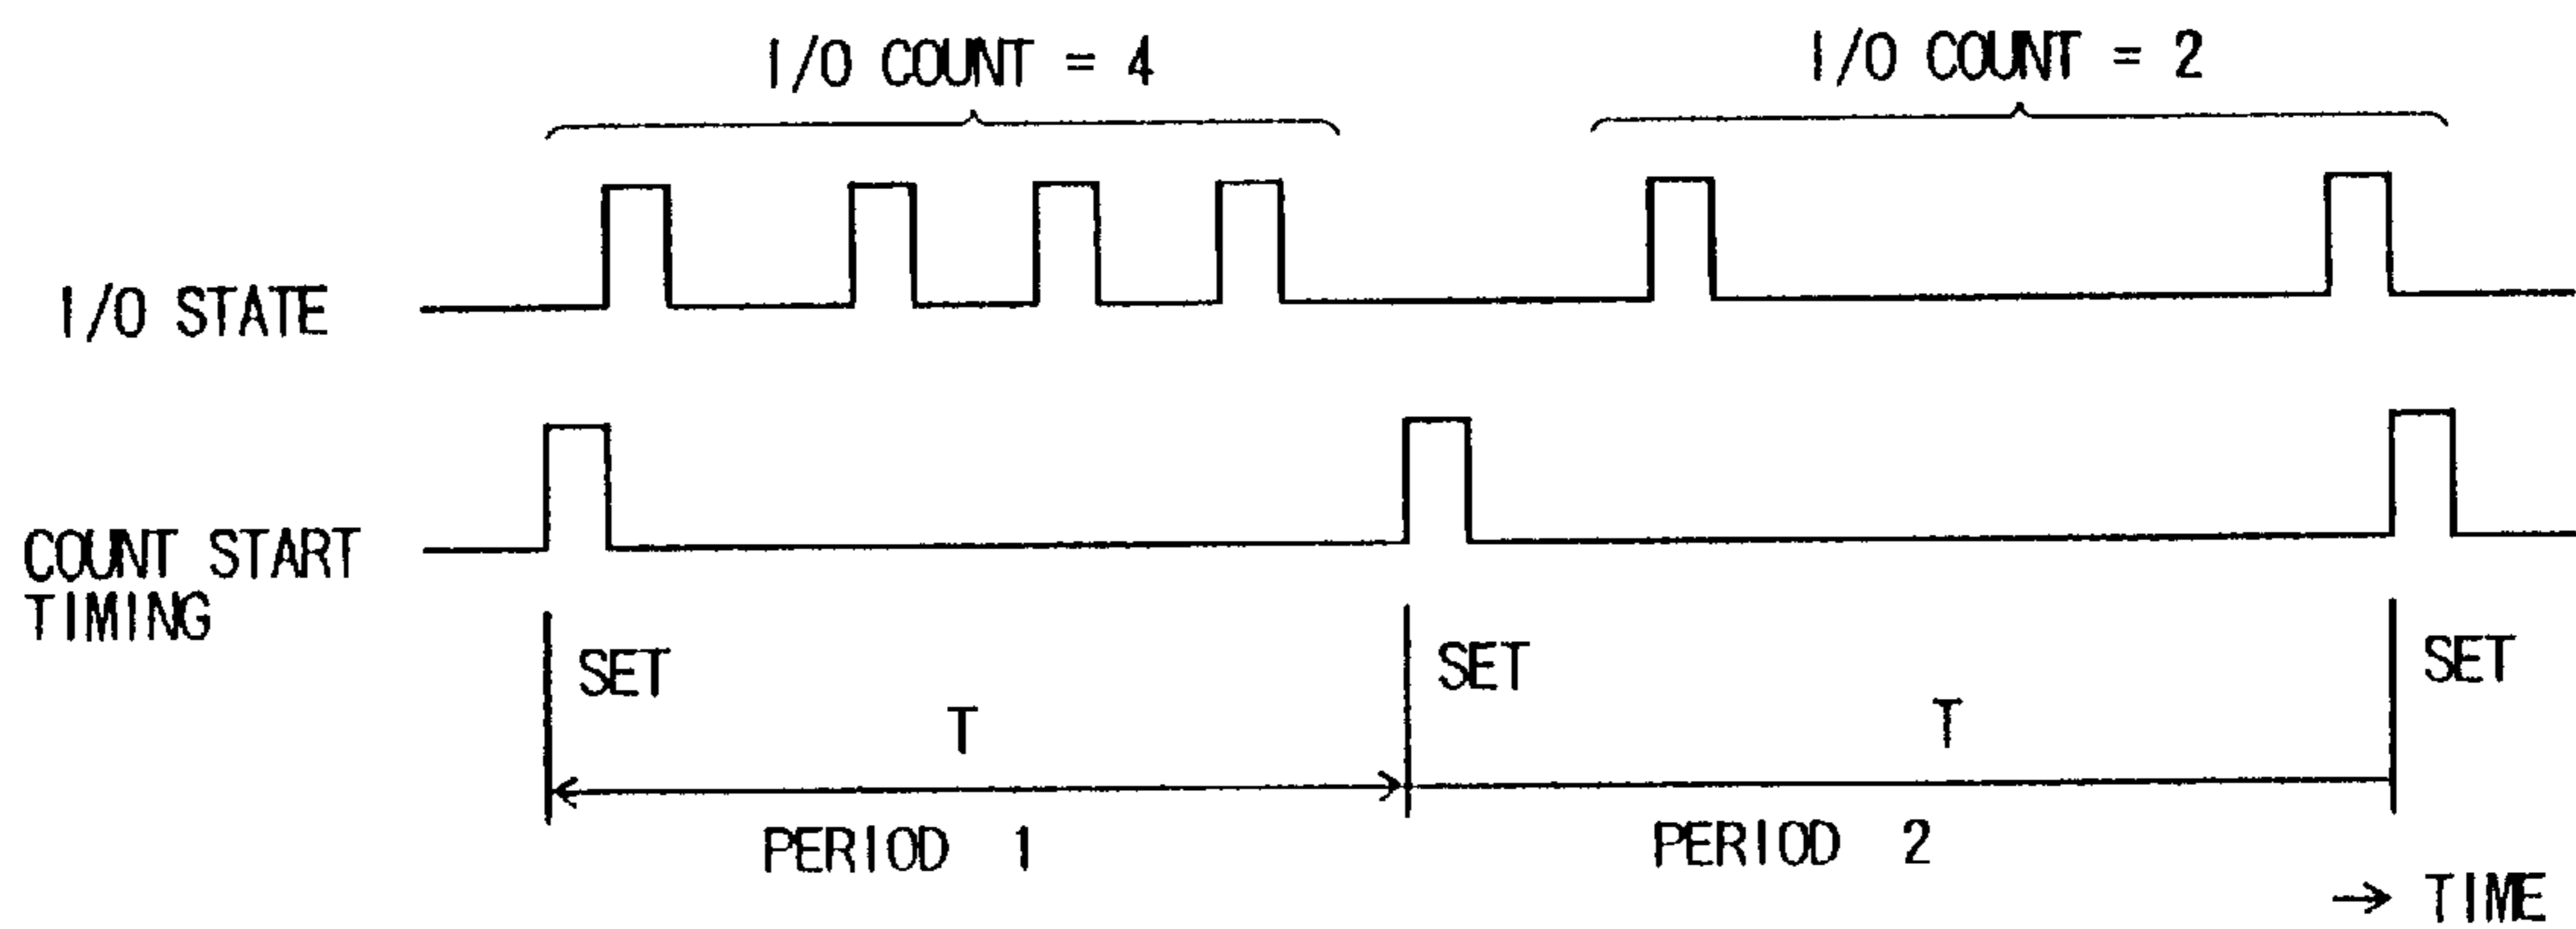 I/O COUNT = 4
I/O COUNT = 2
I/O STATE
COUNT START
TIMING
SET
SET
SET
T
T
PERIOD 1
PERIOD 2
→ TIME